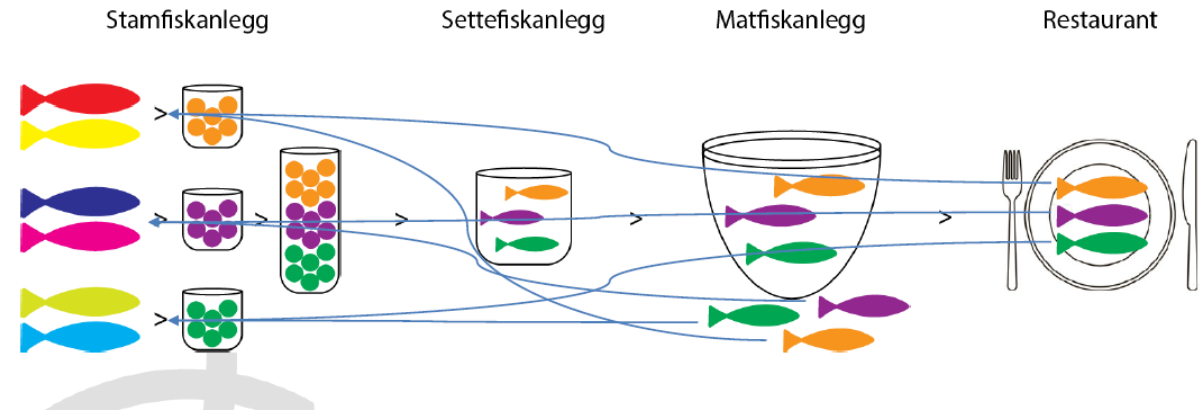 Stamfiskanlegg Settefiskanlegg Matfiskanlegg Restaurant
> >
> > > > >
>